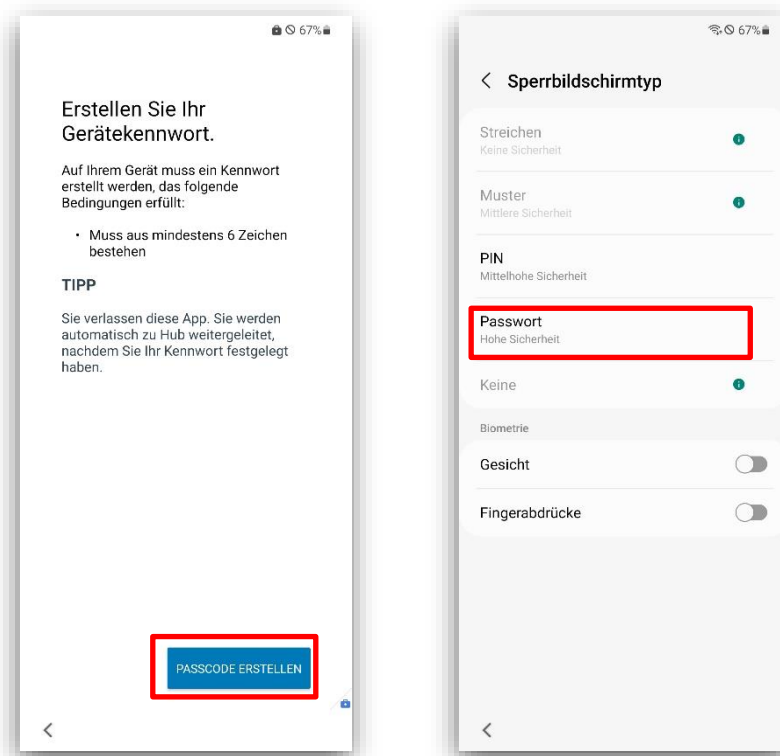 67%
Erstellen Sie Ihr
Gerätekennwort.
Auf Ihrem Gerät muss ein Kennwort
erstellt werden, das folgende
Bedingungen erfüllt:
• Muss aus mindestens 6 Zeichen
bestehen
TIPP
Sie verlassen diese App. Sie werden
automatisch zu Hub weitergeleitet,
nachdem Sie Ihr Kennwort festgelegt
haben.
PASSCODE ERSTELLEN
67%
Sperrbildschirmtyp
Streichen
Keine Sicherheit
Muster
Mittlere Sicherheit
PIN
Mittelhohe Sicherheit
Passwort
Hohe Sicherheit
Keine
Biometrie
Gesicht
Fingerabdrücke